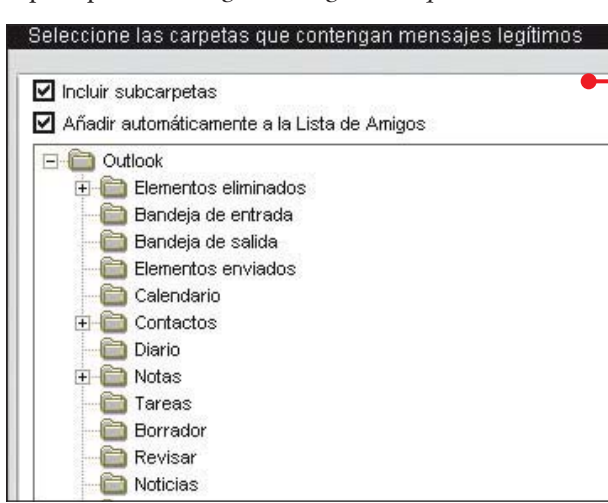 Seleccione las carpetas que contengan mensajes legítimos
Incluir subcarpetas
Añadir automáticamente a la Lista de Amigos
Outlook
Elementos eliminados
Bandeja de entrada
Bandeja de salida
Elementos enviados
Calendario
Contactos
Diario
Notas
Tareas
Borrador
Revisar
Noticias